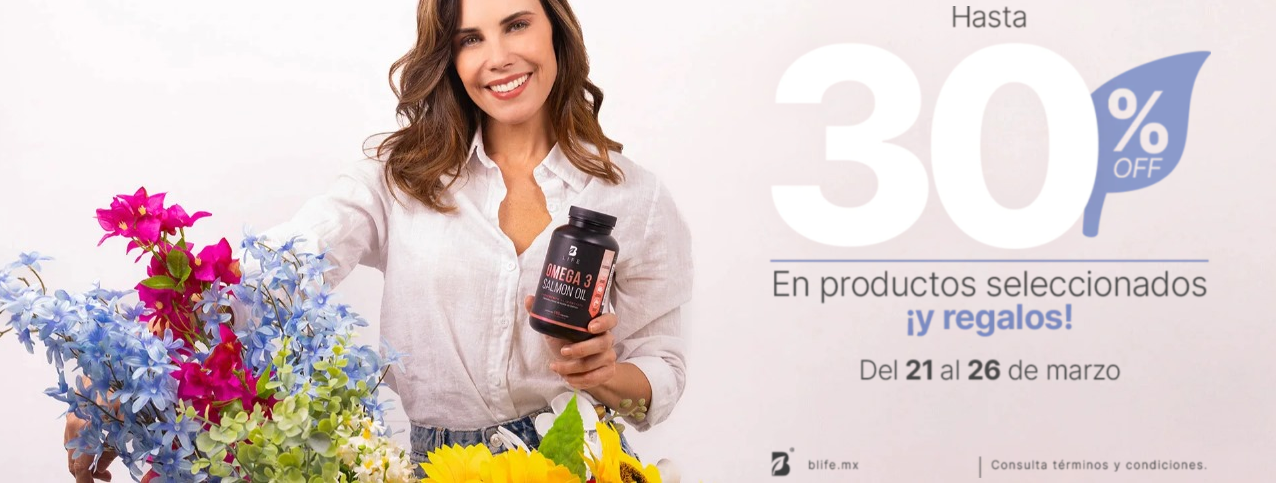 Hasta
30%
OFF
En productos seleccionados
¡y regalos!
Del 21 al 26 de marzo
B LIFE
OMEGA 3
SALMON OIL
blife.mx
Consulta términos y condiciones.